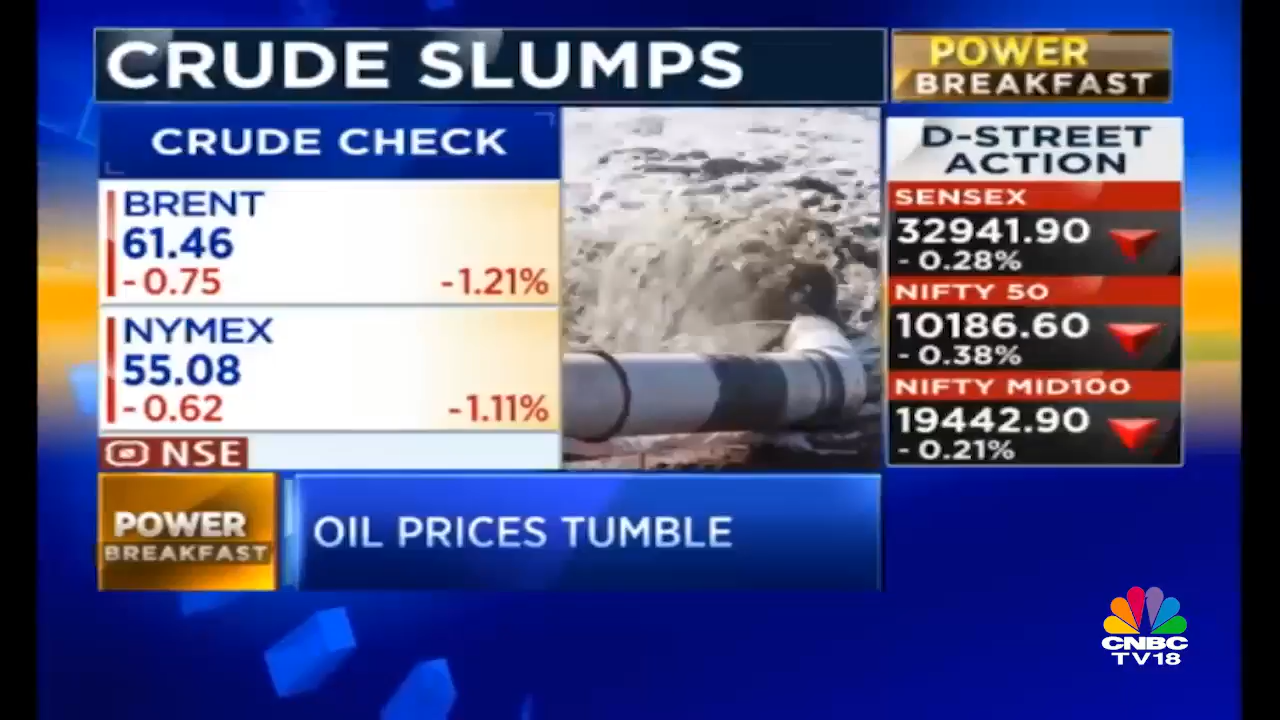 CRUDE SLUMPS
POWER
BREAKFAST
CRUDE CHECK
BRENT
61.46
- 0.75 -1.21%
NYMEX
55.08
- 0.62 -1.11%
NSE
D-STREET
ACTION
SENSEX
32941.90
- 0.28%
NIFTY 50
10186.60
- 0.38%
NIFTY MID100
19442.90
- 0.21%
POWER
BREAKFAST
OIL PRICES TUMBLE
CNBC
TV18